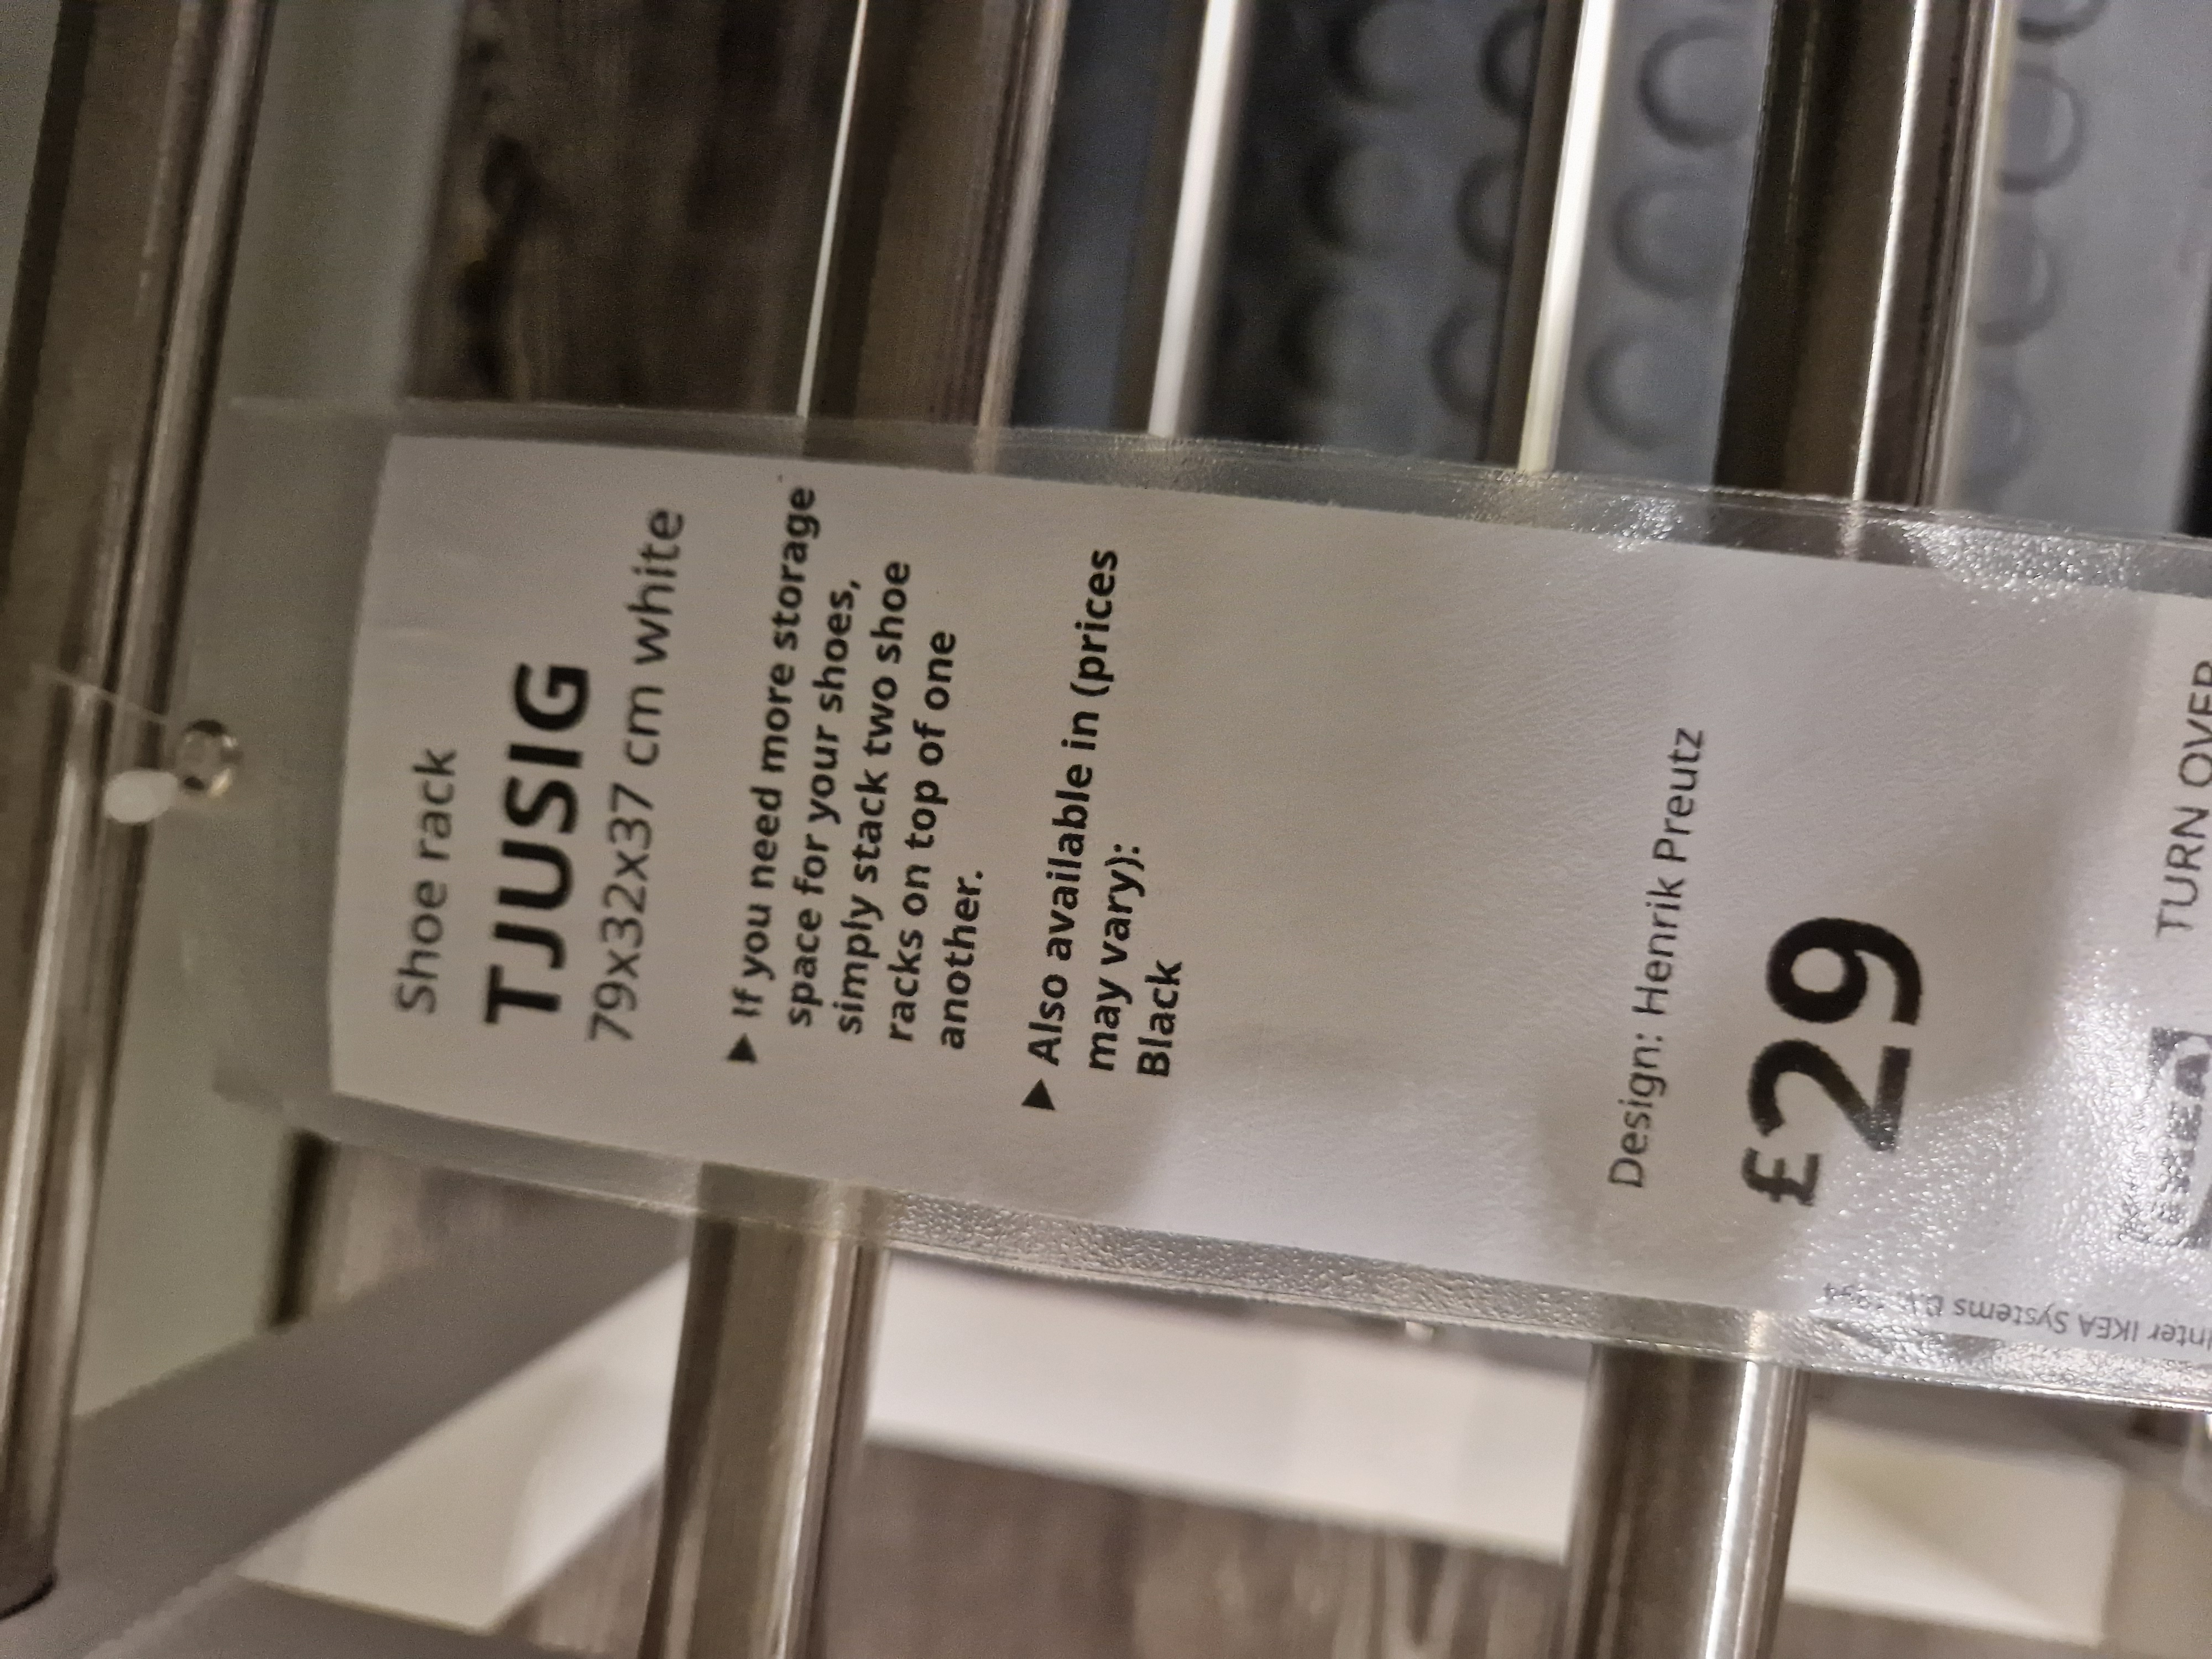 Shoe rack
TJUSIG
79x32x37 cm white
▶ If you need more storage
space for your shoes,
simply stack two shoe
racks on top of one
another.
▶ Also available in (prices
may vary):
Black
Design: Henrik Preutz
£29
TURN OVER
IKEA
Inter IKEA Systems